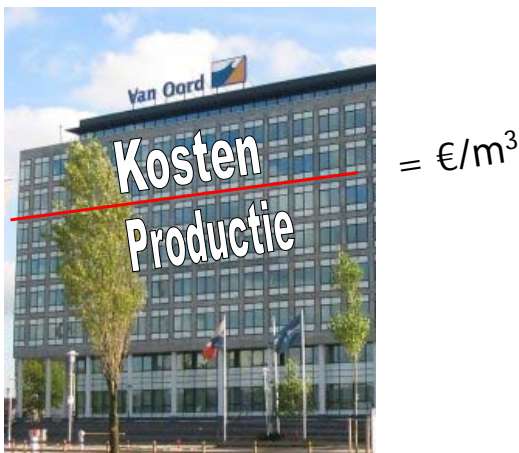 Van Oord
Kosten
Productie
= €/m³